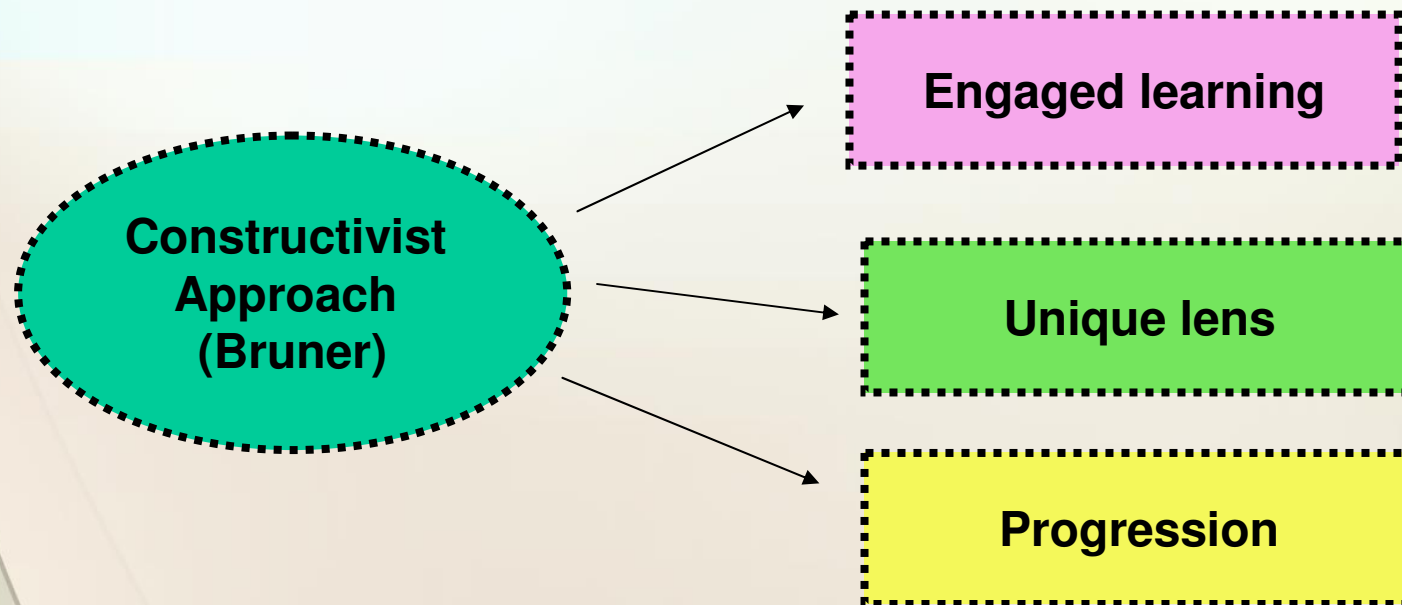 Constructivist
Approach
(Bruner)
Engaged learning
Unique lens
Progression